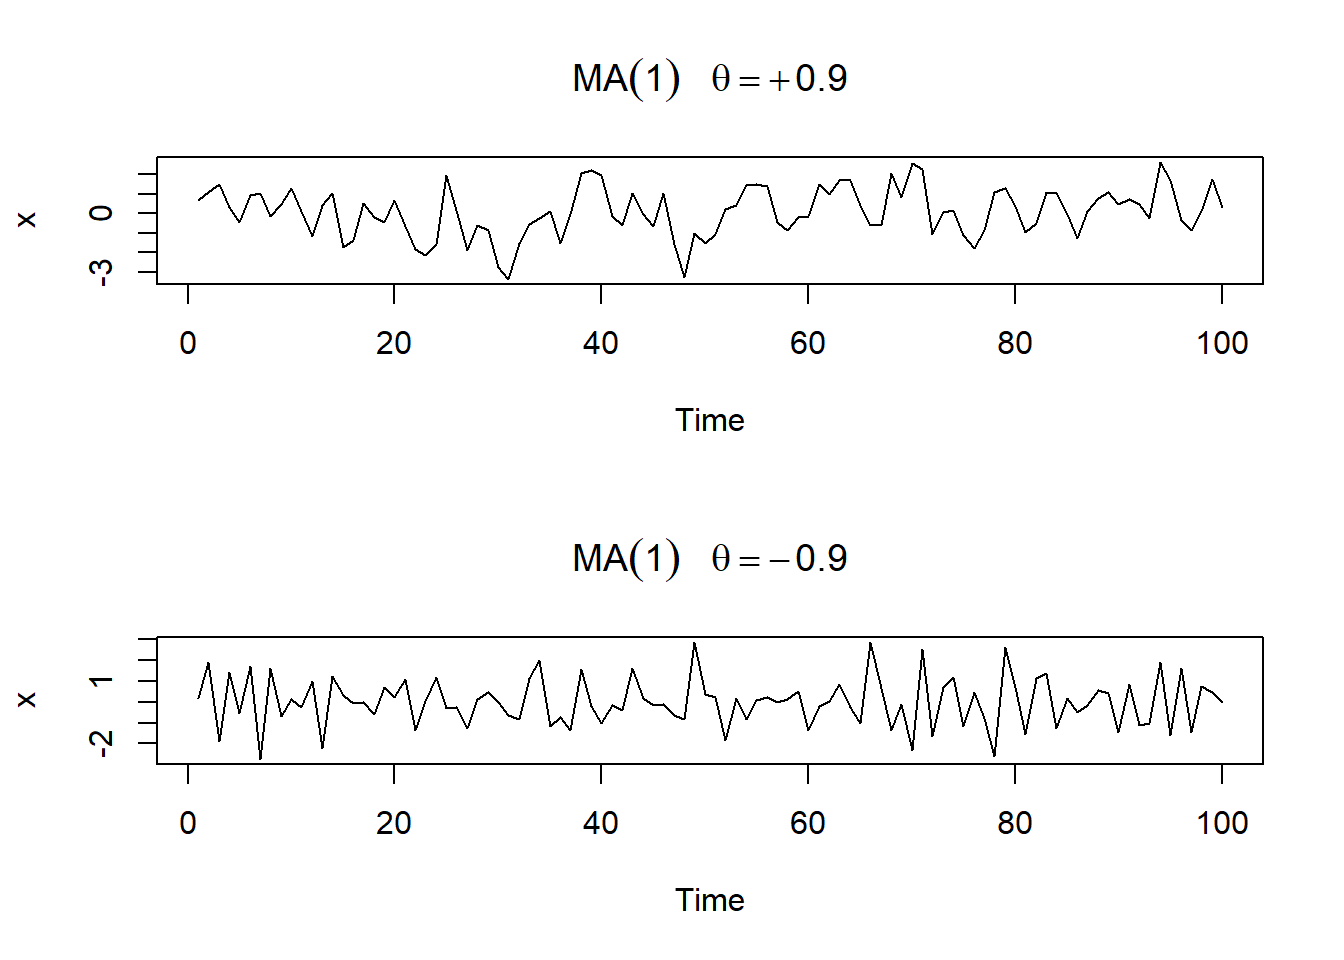 MA(1) θ = +0.9
x
0
-3
0 20 40 60 80 100
Time
MA(1) θ = −0.9
x
1
-2
0 20 40 60 80 100
Time